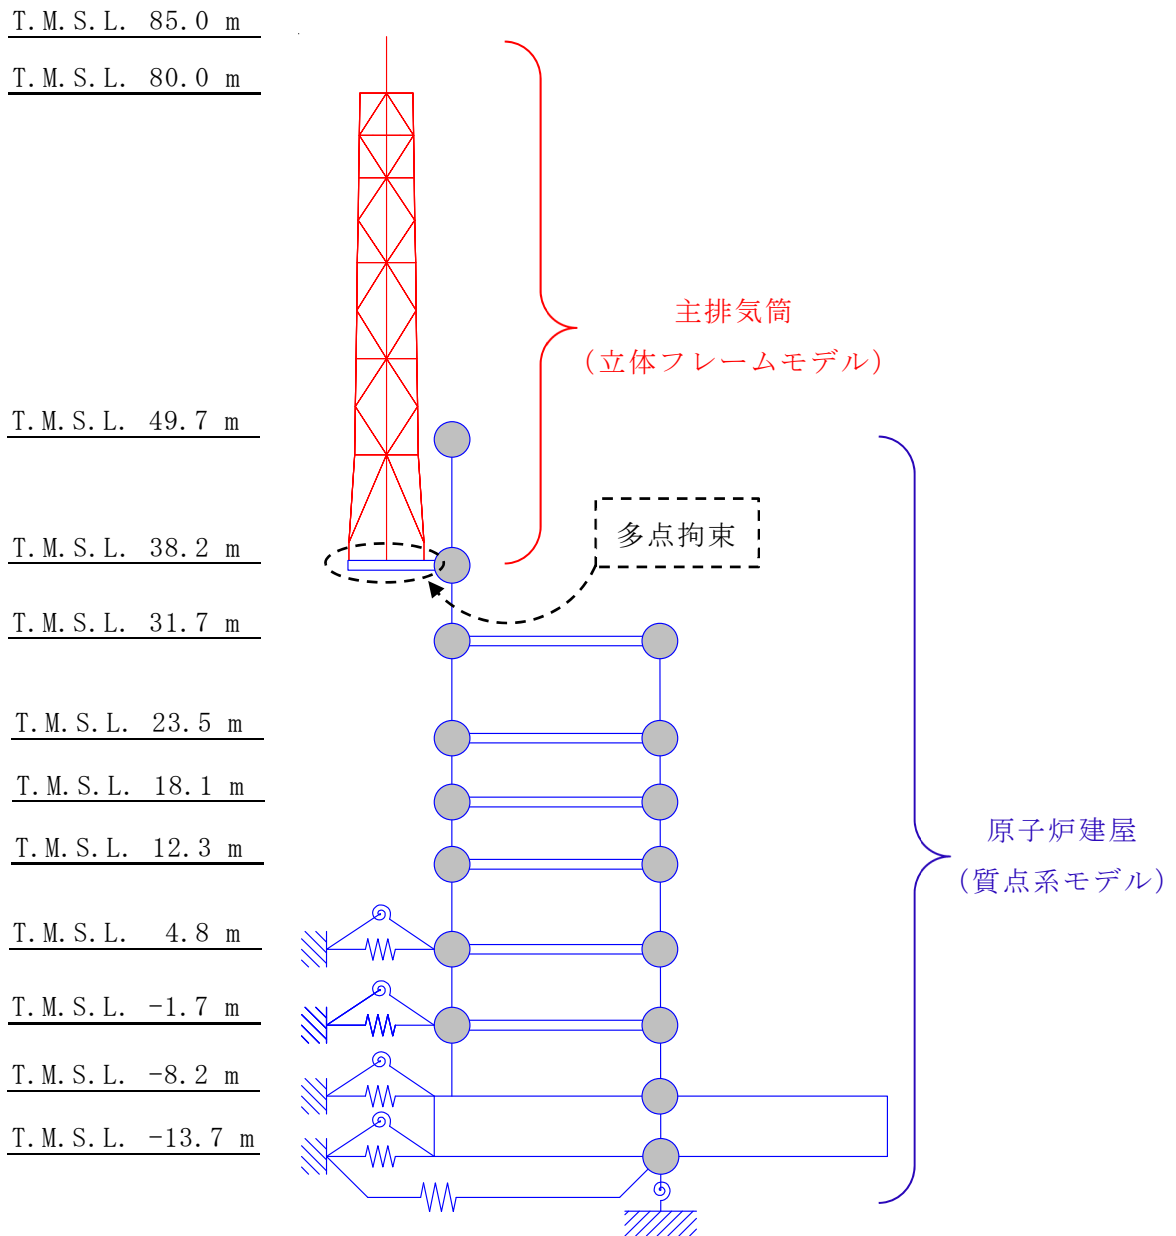 T.M.S.L. 85.0 m
T.M.S.L. 80.0 m
主排気筒
(立体フレームモデル)
T.M.S.L. 49.7 m
多点拘束
T.M.S.L. 38.2 m
T.M.S.L. 31.7 m
T.M.S.L. 23.5 m
T.M.S.L. 18.1 m
T.M.S.L. 12.3 m
原子炉建屋
(質点系モデル)
T.M.S.L. 4.8 m
T.M.S.L. -1.7 m
T.M.S.L. -8.2 m
T.M.S.L. -13.7 m